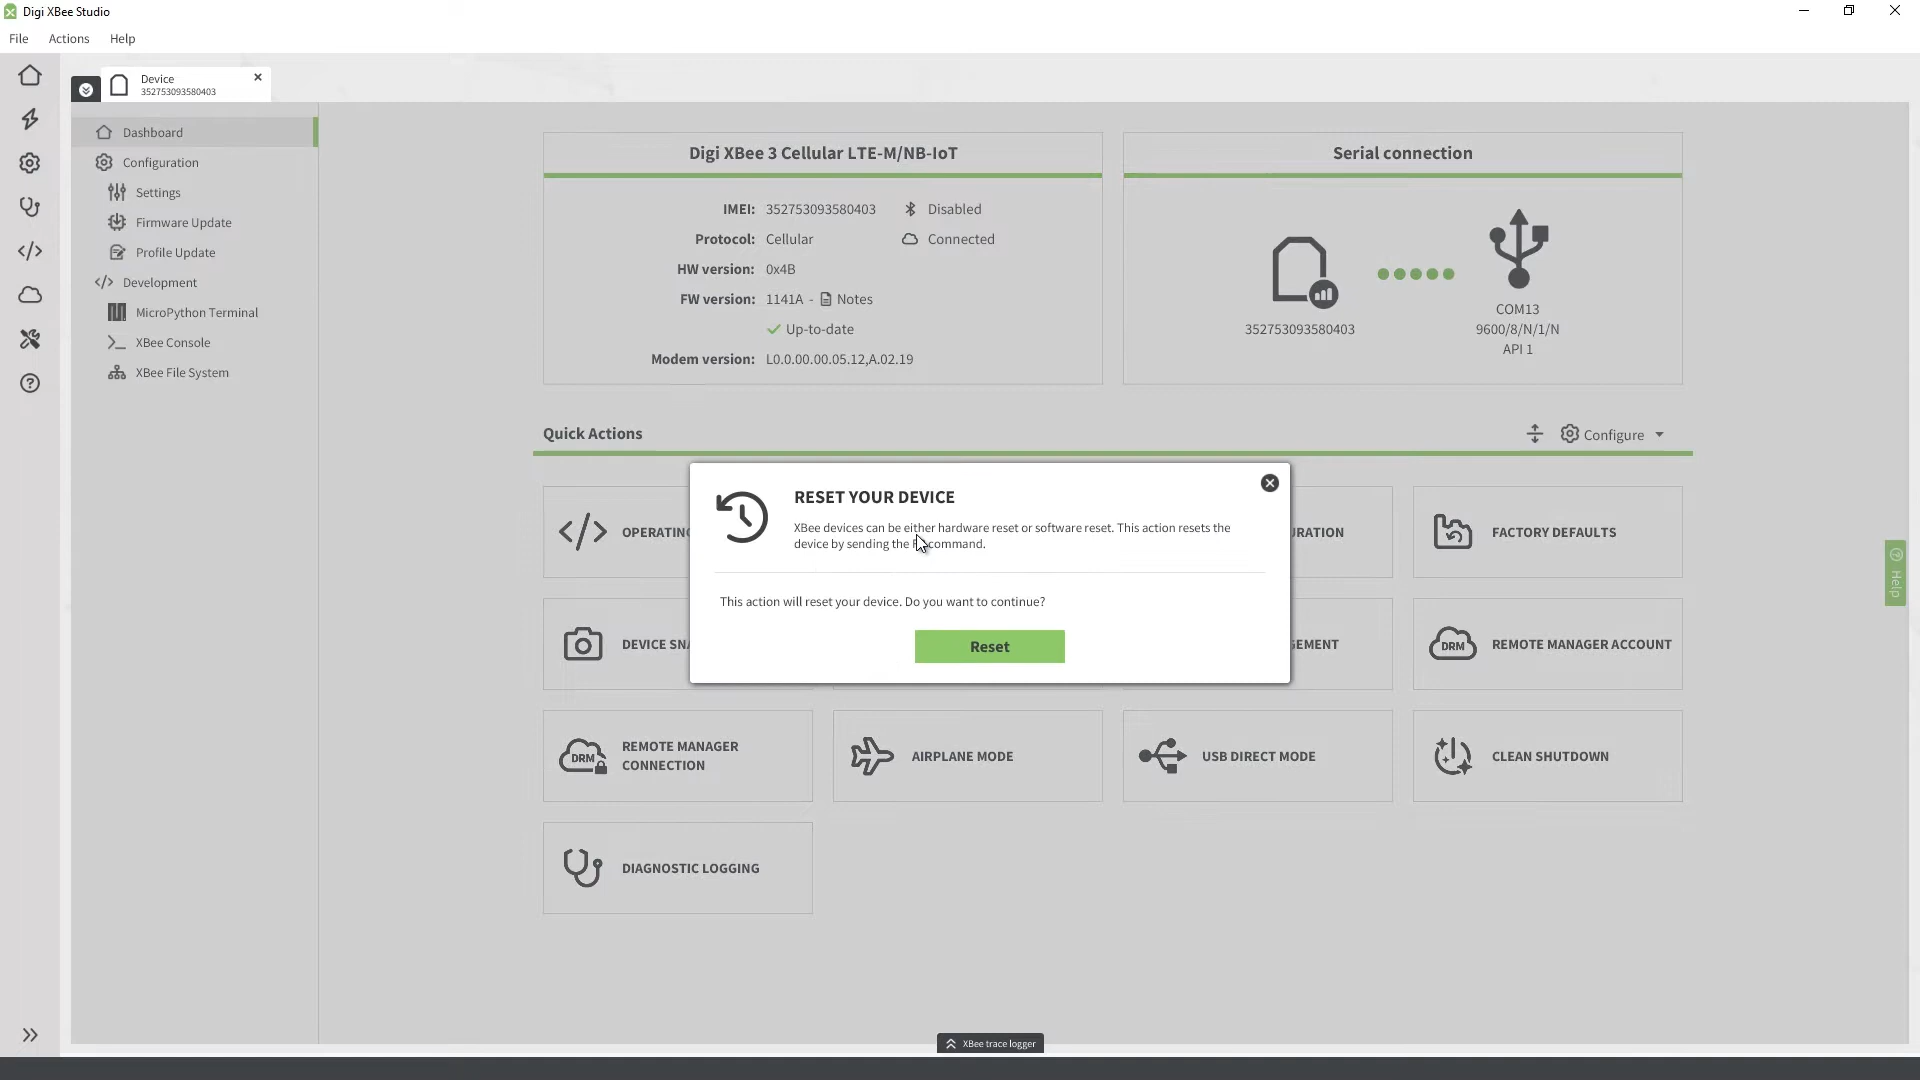 Digi XBee Studio
File Actions Help
Device
352753093580403
Dashboard
Configuration
Settings
Firmware Update
Profile Update
Development
MicroPython Terminal
XBee Console
XBee File System
Digi XBee 3 Cellular LTE-M/NB-IoT
IMEI: 352753093580403 Disabled
Protocol: Cellular Connected
HW version: 0x4B
FW version: 1141A - Notes
Up-to-date
Modem version: L0.0.00.00.05.12,A.02.19
Serial connection
352753093580403
COM13
9600/8/N/1/N
API 1
Quick Actions
Configure
RESET YOUR DEVICE
XBee devices can be either hardware reset or software reset. This action resets the
device by sending the command.
This action will reset your device. Do you want to continue?
Reset
FACTORY DEFAULTS
REMOTE MANAGER ACCOUNT
DRM
REMOTE MANAGER
CONNECTION
DRM
AIRPLANE MODE
USB DIRECT MODE
CLEAN SHUTDOWN
DIAGNOSTIC LOGGING
Help
XBee trace logger